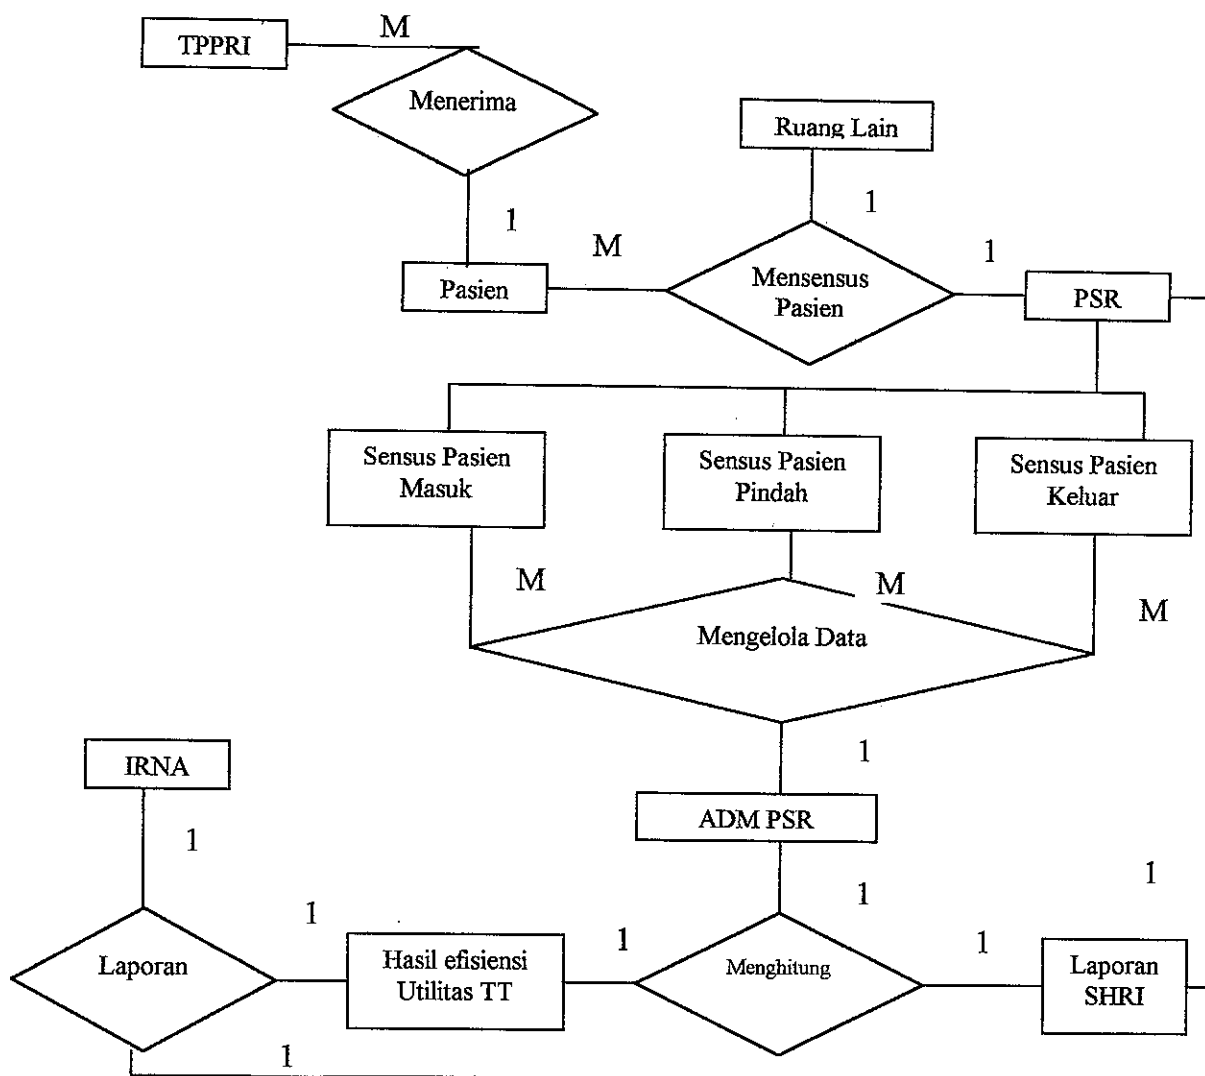 TPPRI
M
Menerima
Ruang Lain
1
1
M
1
Pasien
Mensensus
Pasien
PSR
Sensus Pasien
Masuk
Sensus Pasien
Pindah
Sensus Pasien
Keluar
M
M
M
Mengelola Data
1
IRNA
ADM PSR
1
1
1
1
1
1
Laporan
Hasil efisiensi
Utilitas TT
Menghitung
Laporan
SHRI
1